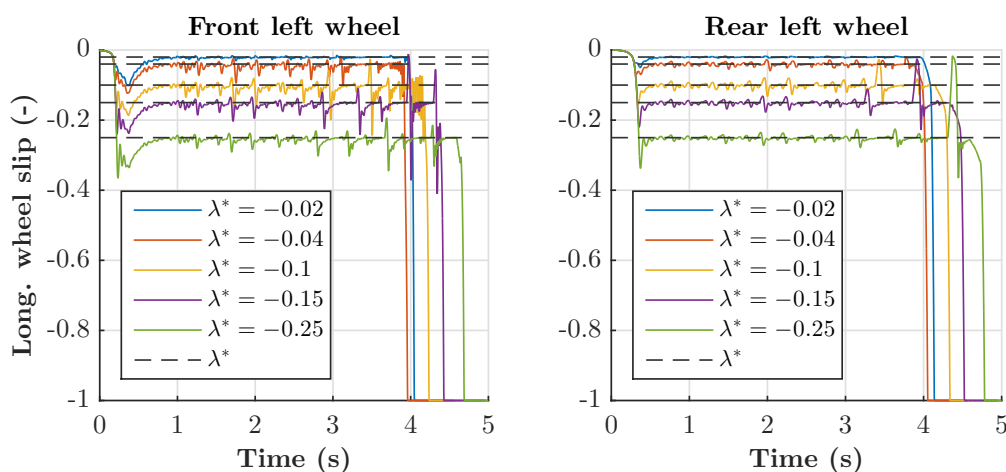 Front left wheel
Long. wheel slip (-)
0
-0.2
-0.4
-0.6
-0.8
-1
λ* = −0.02
λ* = −0.04
λ* = −0.1
λ* = −0.15
λ* = −0.25
λ*
0 1 2 3 4 5
Time (s)
Rear left wheel
0
-0.2
-0.4
-0.6
-0.8
-1
λ* = −0.02
λ* = −0.04
λ* = −0.1
λ* = −0.15
λ* = −0.25
λ*
0 1 2 3 4 5
Time (s)